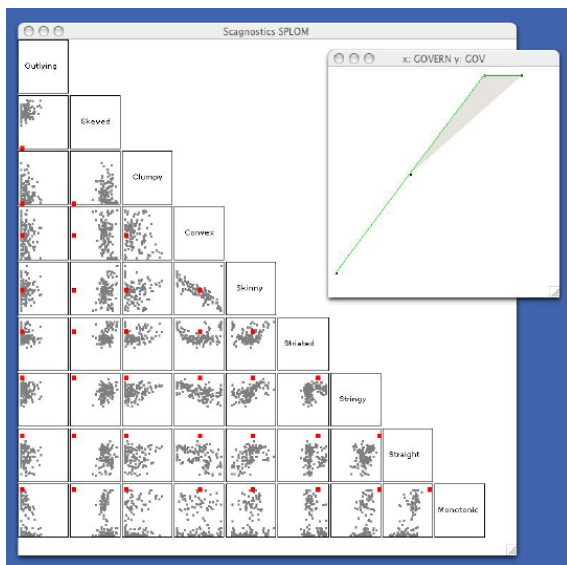 Scagnostics SPLOM
x: GOVERN y: GOV
Outlying
Skewed
Clumpy
Convex
Skinny
Striated
Stringy
Straight
Monotonic